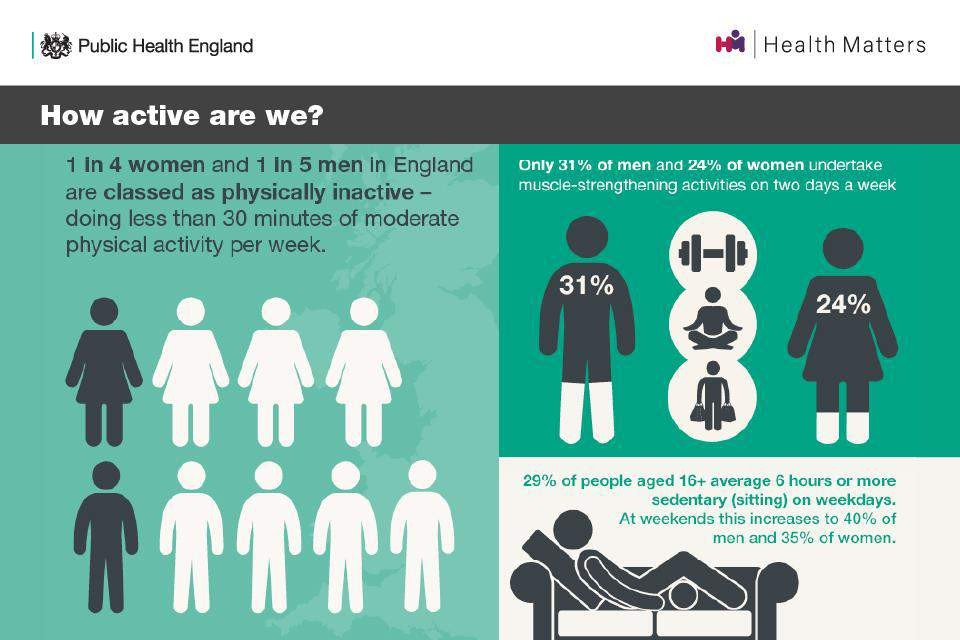 Public Health England
Health Matters
How active are we?
1 in 4 women and 1 in 5 men in England
are classed as physically inactive –
doing less than 30 minutes of moderate
physical activity per week.
Only 31% of men and 24% of women undertake
muscle-strengthening activities on two days a week
31%
24%
29% of people aged 16+ average 6 hours or more
sedentary (sitting) on weekdays.
At weekends this increases to 40% of
men and 35% of women.